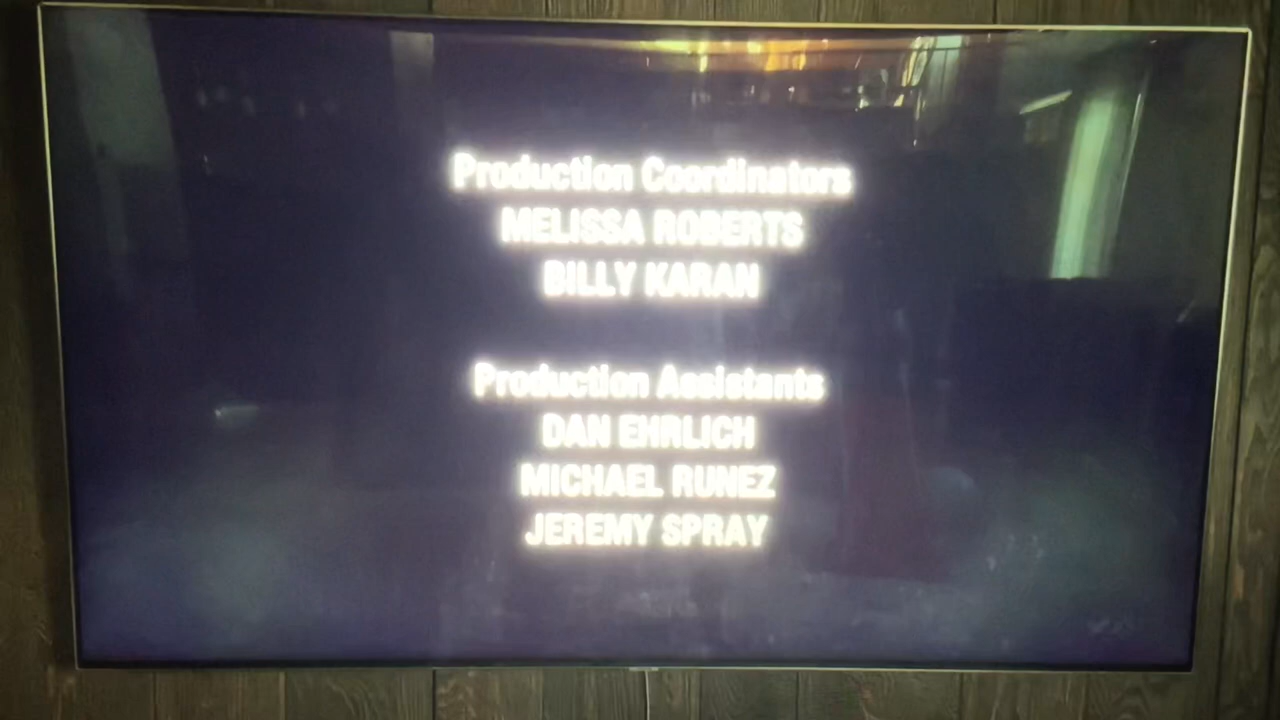 Production Coordinators
MELISSA ROBERTS
BILLY KARAN
Production Assistants
DAN EHRLICH
MICHAEL RUNEZ
JEREMY SPRAY